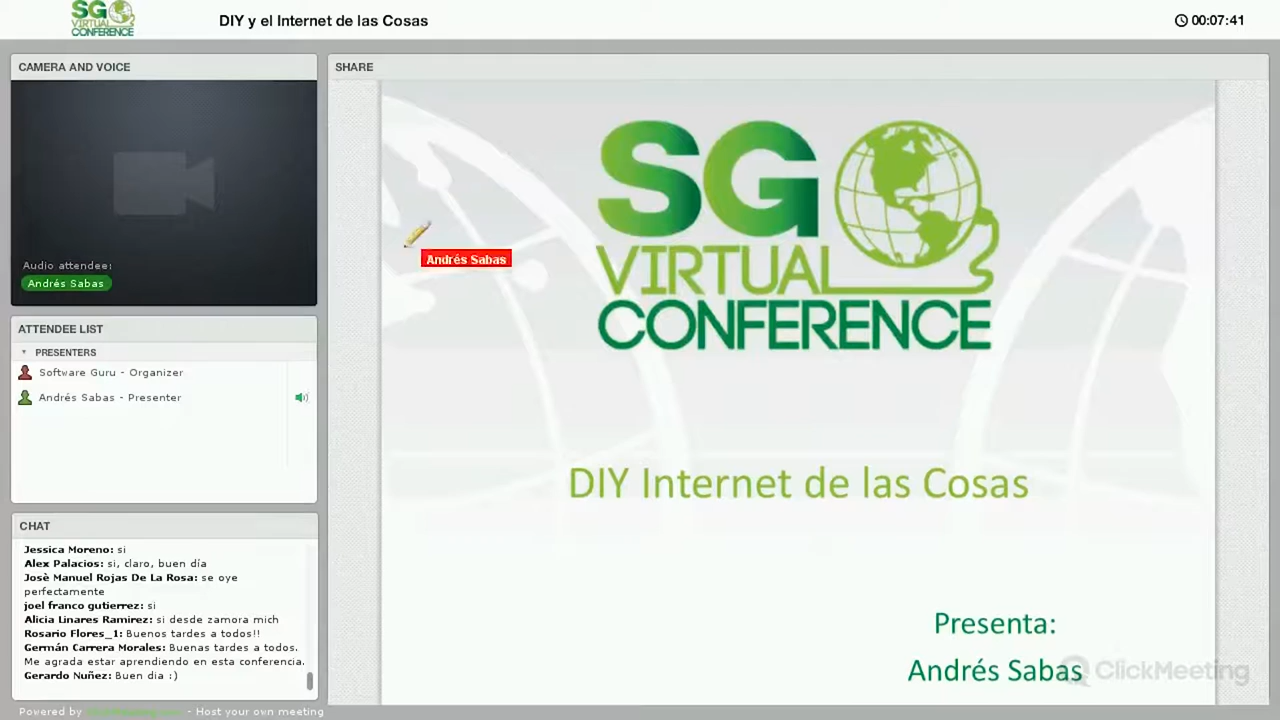 SG
VIRTUAL
CONFERENCE
DIY y el Internet de las Cosas
00:07:41
CAMERA AND VOICE
Audio attendee:
Andrés Sabas
ATTENDEE LIST
PRESENTERS
Software Guru - Organizer
Andrés Sabas - Presenter
CHAT
Jessica Moreno: si
Alex Palacios: si, claro, buen día
Josè Manuel Rojas De La Rosa: se oye
perfectamente
joel franco gutierrez: si
Alicia Linares Ramirez: si desde zamora mich
Rosario Flores_1: Buenos tardes a todos!!
Germán Carrera Morales: Buenas tardes a todos.
Me agrada estar aprendiendo en esta conferencia.
Gerardo Nuñez: Buen dia :)
Powered by ClickMeeting.com - Host your own meeting
SHARE
SG
VIRTUAL
CONFERENCE
Andrés Sabas
DIY Internet de las Cosas
Presenta:
Andrés Sabas
ClickMeeting